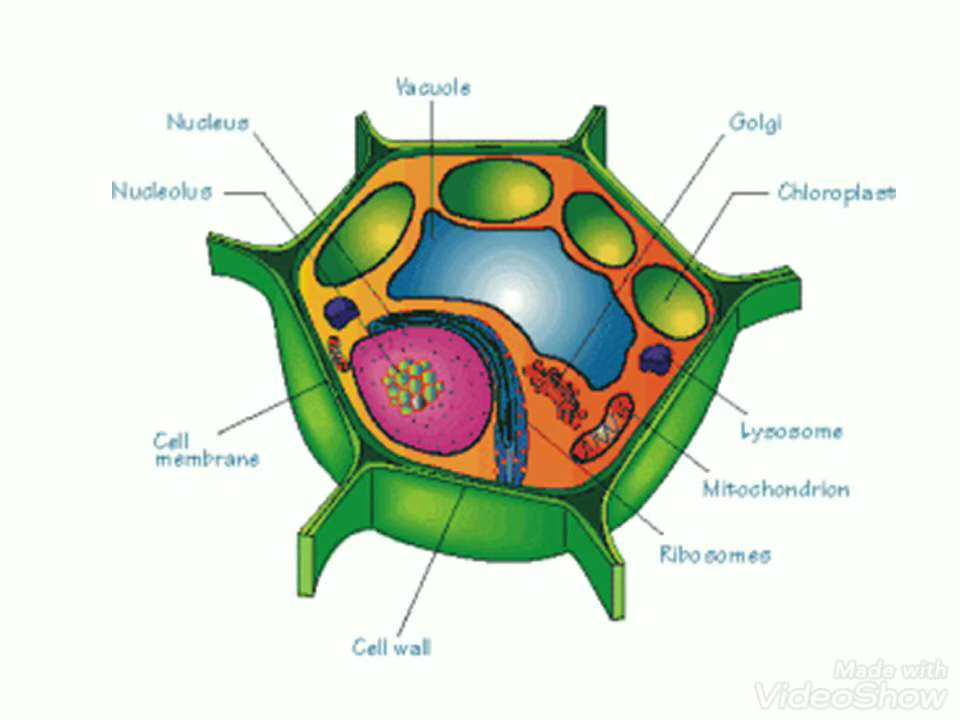 Vacuole
Nucleus
Golgi
Nucleolus
Chloroplast
Lysosome
Cell
membrane
Mitochondrion
Ribosomes
Cell wall
Made with
VideoShow